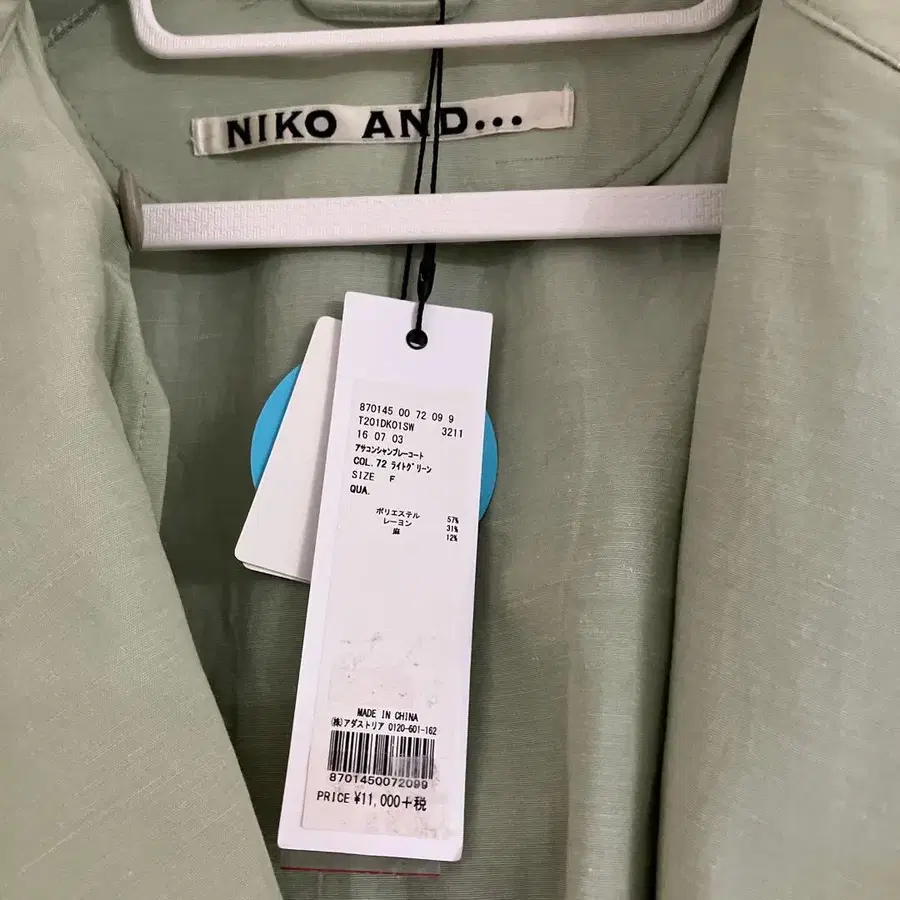 NIKO AND...
870145 00 72 09 9
T201DK01SW 3211
16 07 03
アサコンシャンブレーコート
COL.72 ライトグリーン
SIZE F
QUA.
ポリエステル 57%
レーヨン 31%
麻 12%
MADE IN CHINA
(株)アダストリア 0120-601-162
8701450072099
PRICE ¥11,000+税